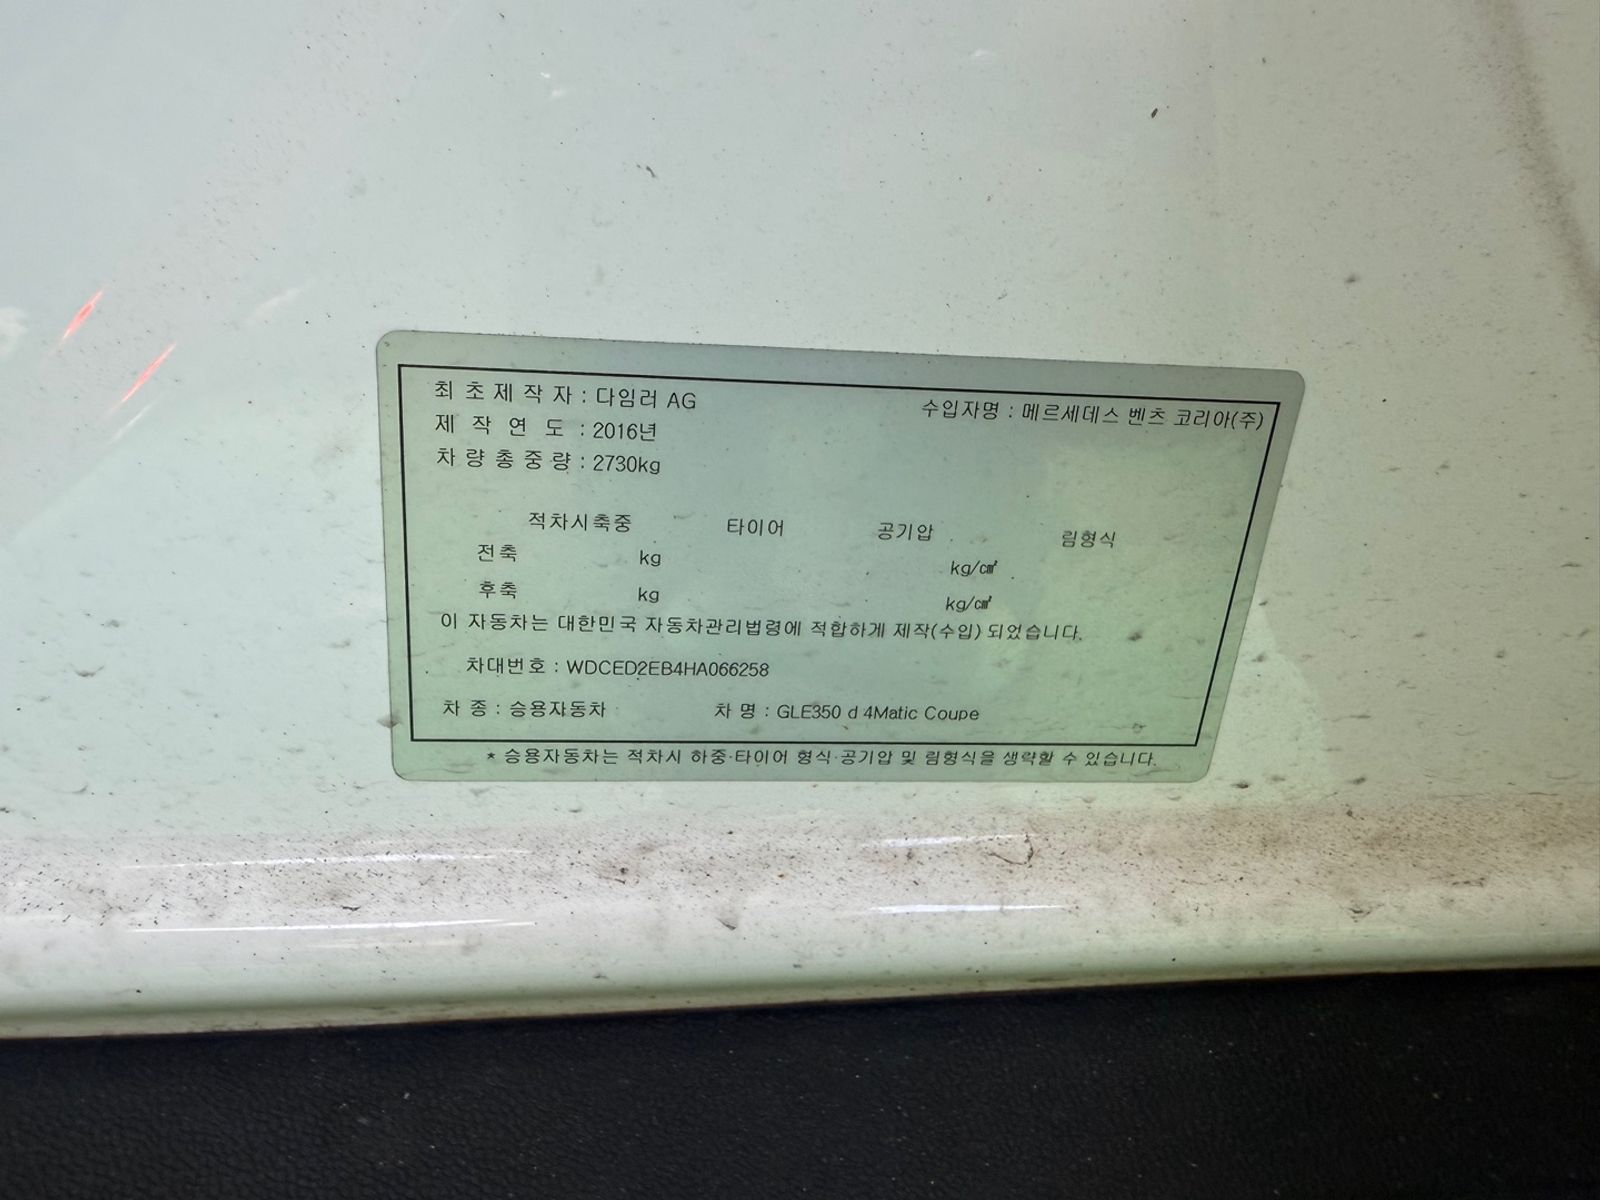 최초제작자 : 다임러 AG 수입자명 : 메르세데스 벤츠 코리아(주)
제작연도 : 2016년
차량총중량 : 2730kg
적차시축중 타이어 공기압 림형식
전축 kg kg/㎠
후축 kg kg/㎠
이 자동차는 대한민국 자동차관리법령에 적합하게 제작(수입) 되었습니다.
차대번호 : WDCED2EB4HA066258
차 종 : 승용자동차 차 명 : GLE350 d 4Matic Coupe
* 승용자동차는 적차시 하중·타이어 형식·공기압 및 림형식을 생략할 수 있습니다.